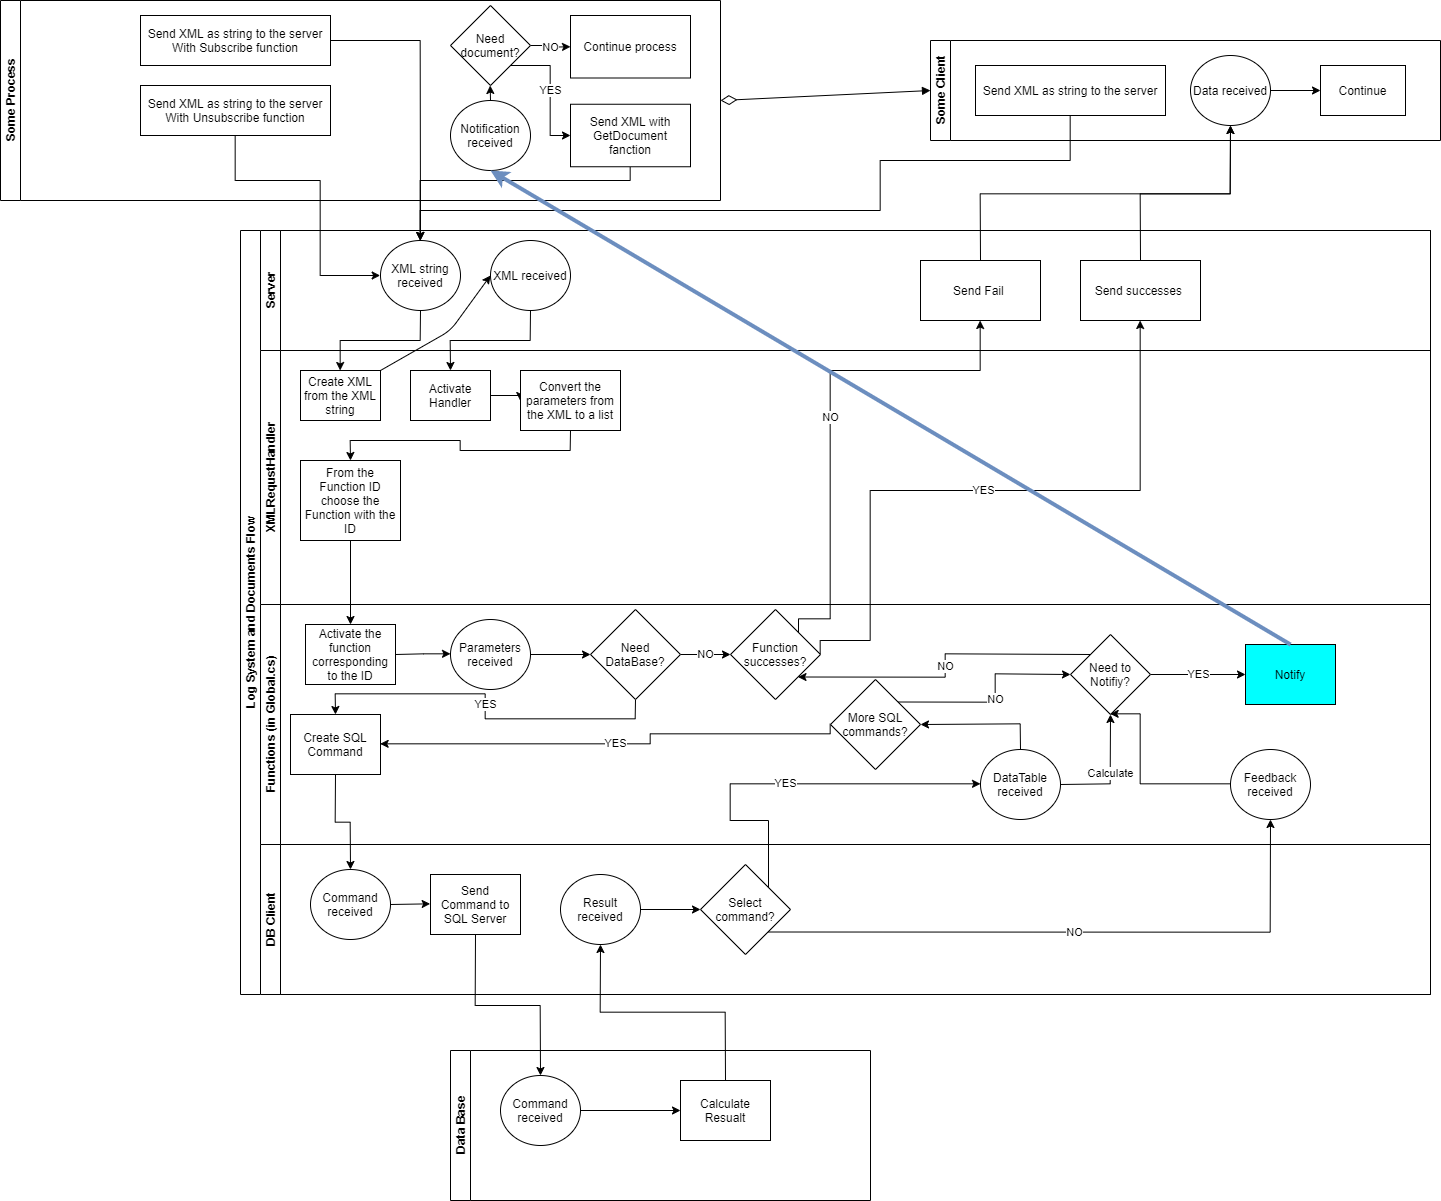 Some Process
Send XML as string to the server
With Subscribe function
Send XML as string to the server
With Unsubscribe function
Need
document?
NO
Continue process
YES
Notification
received
Send XML with
GetDocument
fanction
Some Client
Send XML as string to the server
Data received
Continue
Log System and Documents Flow
Server
XML string
received
XML received
Send Fail
Send successes
XMLRequstHandler
Create XML
from the XML
string
Activate
Handler
Convert the
parameters from
the XML to a list
NO
From the
Function ID
choose the
Function with the
ID
YES
Functions (in Global.cs)
Activate the
function
corresponding
to the ID
Parameters
received
Need
DataBase?
NO
Function
successes?
NO
Need to
Notifiy?
YES
Notify
YES
NO
Create SQL
Command
YES
More SQL
commands?
YES
DataTable
received
Calculate
Feedback
received
DB Client
Command
received
Send
Command to
SQL Server
Result
received
Select
command?
NO
Data Base
Command
received
Calculate
Resualt